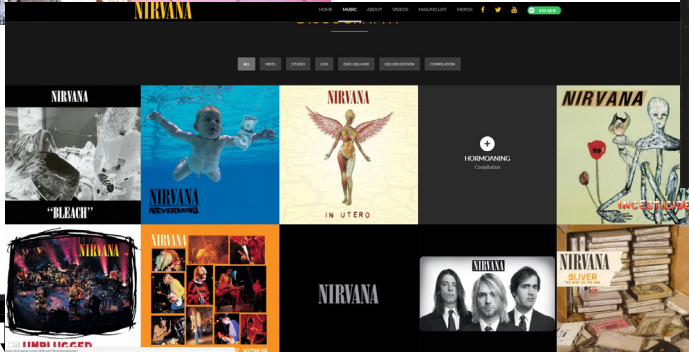 NIRVANA
HOME MUSIC ABOUT VIDEOS MAILING LIST MERCH
ALL VINYL STUDIO LIVE DVD / BLU-RAY DELUXE EDITION COMPILATION
NIRVANA
"BLEACH"
NIRVANA
NEVERMIND
NIRVANA
IN UTERO
HORMOANING
Compilation
NIRVANA
INCESTICIDE
NIRVANA
UNPLUGGED
NIRVANA
NIRVANA
NIRVANA
NIRVANA
SLIVER
THE BEST OF THE BOX